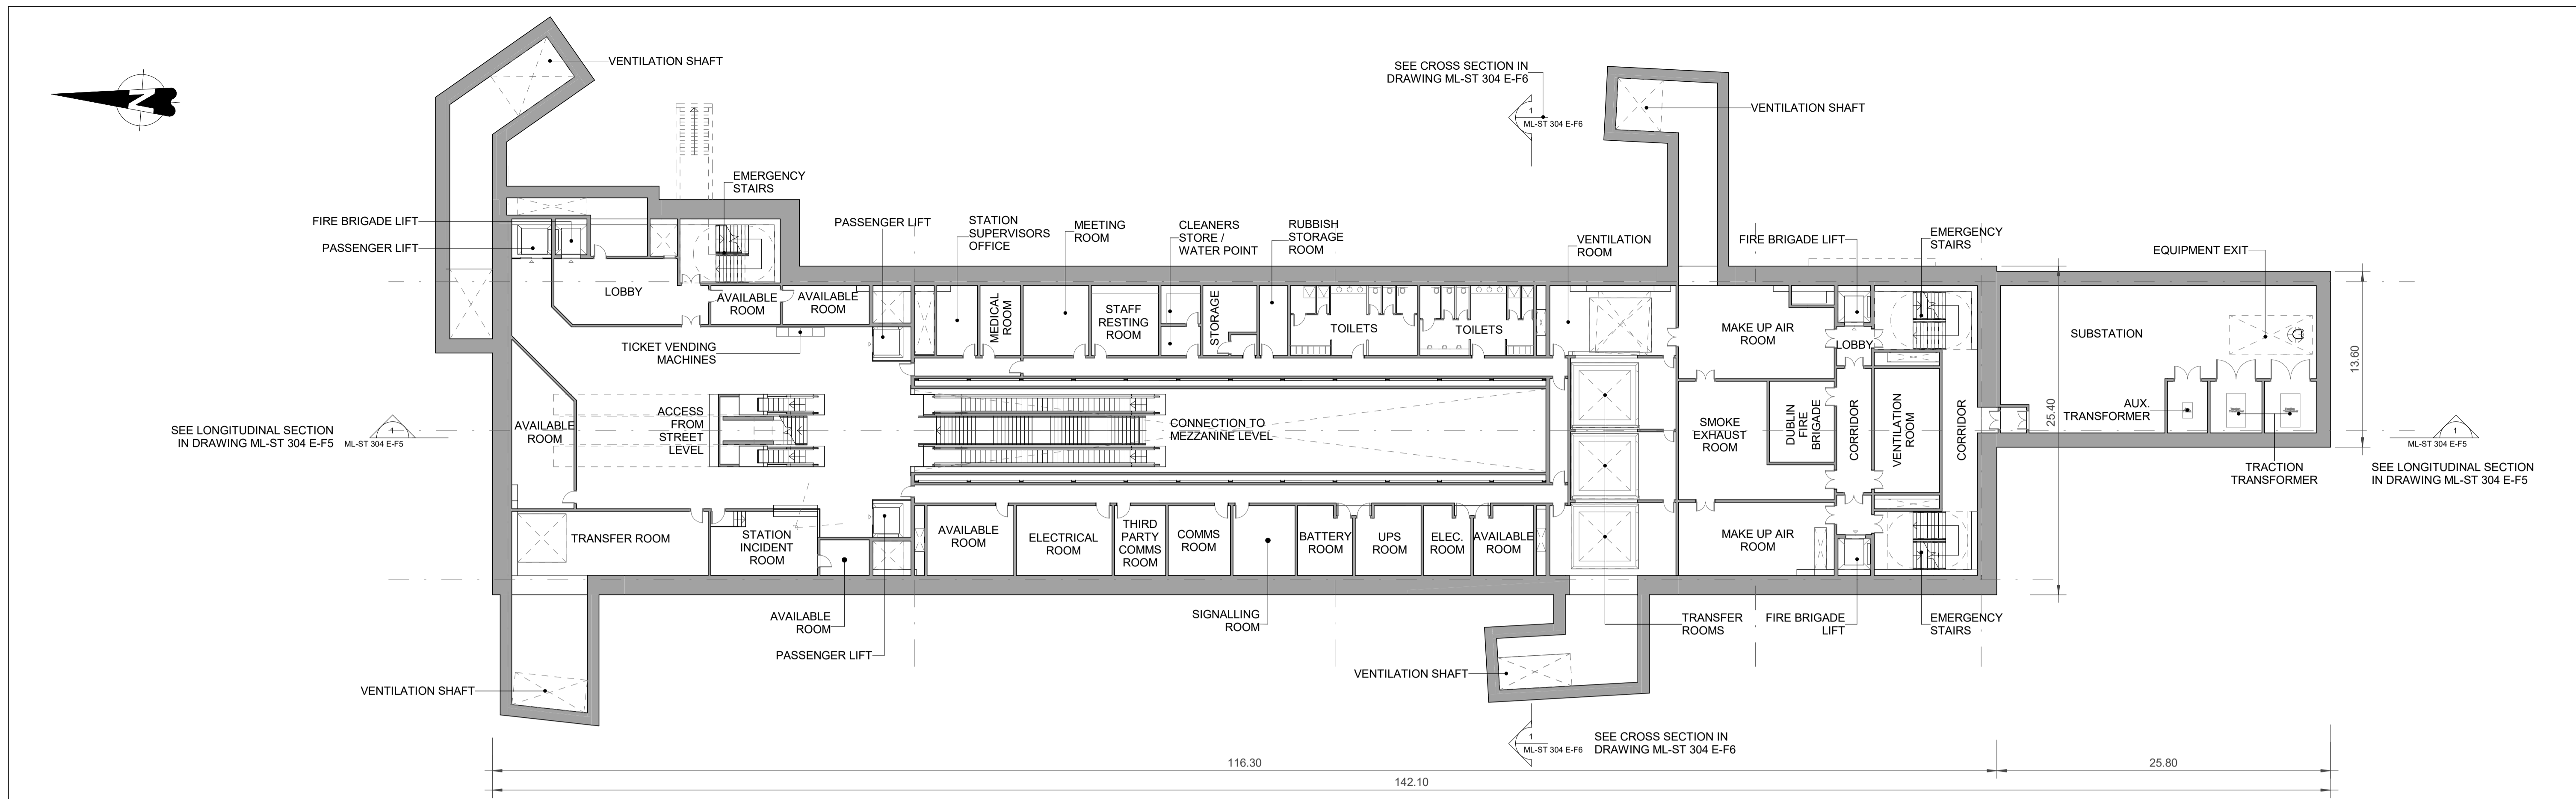 VENTILATION SHAFT
SEE CROSS SECTION IN
DRAWING ML-ST 304 E-F6
1
ML-ST 304 E-F6
VENTILATION SHAFT
N
EMERGENCY
STAIRS
FIRE BRIGADE LIFT
PASSENGER LIFT
PASSENGER LIFT
STATION
SUPERVISORS
OFFICE
MEETING
ROOM
CLEANERS
STORE /
WATER POINT
RUBBISH
STORAGE
ROOM
VENTILATION
ROOM
FIRE BRIGADE LIFT
EMERGENCY
STAIRS
EQUIPMENT EXIT
LOBBY
AVAILABLE
ROOM
AVAILABLE
ROOM
MEDICAL
ROOM
STAFF
RESTING
ROOM
STORAGE
TOILETS
TOILETS
MAKE UP AIR
ROOM
LOBBY
SUBSTATION
13.60
TICKET VENDING
MACHINES
25.40
SEE LONGITUDINAL SECTION
IN DRAWING ML-ST 304 E-F5
1
ML-ST 304 E-F5
AVAILABLE
ROOM
ACCESS
FROM
STREET
LEVEL
CONNECTION TO
MEZZANINE LEVEL
SMOKE
EXHAUST
ROOM
DUBLIN
FIRE
BRIGADE
CORRIDOR
VENTILATION
ROOM
CORRIDOR
AUX.
TRANSFORMER
TRACTION
TRANSFORMER
1
ML-ST 304 E-F5
SEE LONGITUDINAL SECTION
IN DRAWING ML-ST 304 E-F5
TRANSFER ROOM
STATION
INCIDENT
ROOM
AVAILABLE
ROOM
ELECTRICAL
ROOM
THIRD
PARTY
COMMS
ROOM
COMMS
ROOM
BATTERY
ROOM
UPS
ROOM
ELEC.
ROOM
AVAILABLE
ROOM
MAKE UP AIR
ROOM
AVAILABLE
ROOM
PASSENGER LIFT
SIGNALLING
ROOM
TRANSFER
ROOMS
FIRE BRIGADE
LIFT
EMERGENCY
STAIRS
VENTILATION SHAFT
VENTILATION SHAFT
1
ML-ST 304 E-F6
SEE CROSS SECTION IN
DRAWING ML-ST 304 E-F6
116.30
25.80
142.10